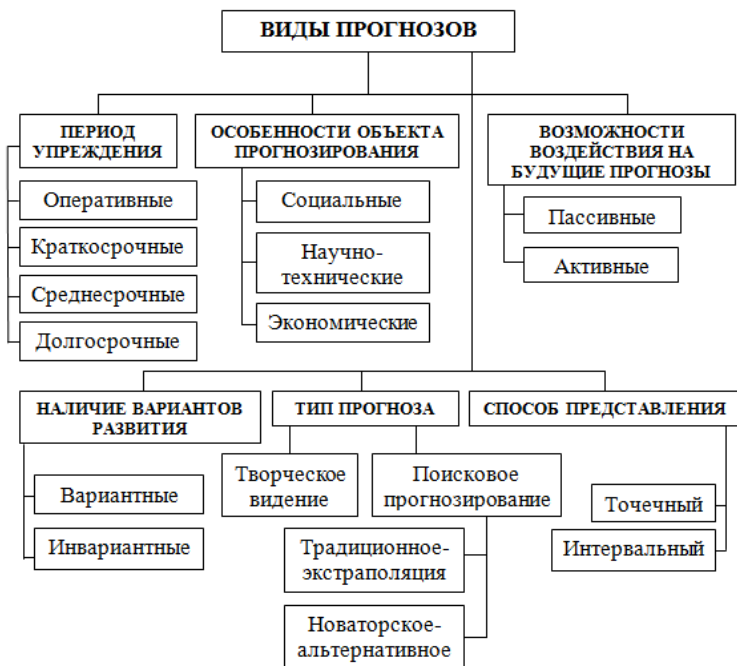 ВИДЫ ПРОГНОЗОВ
ПЕРИОД
УПРЕЖДЕНИЯ
Оперативные
Краткосрочные
Среднесрочные
Долгосрочные
ОСОБЕННОСТИ ОБЪЕКТА
ПРОГНОЗИРОВАНИЯ
Социальные
Научно-
технические
Экономические
ВОЗМОЖНОСТИ
ВОЗДЕЙСТВИЯ НА
БУДУЩИЕ ПРОГНОЗЫ
Пассивные
Активные
НАЛИЧИЕ ВАРИАНТОВ
РАЗВИТИЯ
Вариантные
Инвариантные
ТИП ПРОГНОЗА
Творческое
видение
Поисковое
прогнозирование
Традиционное-
экстраполяция
Новаторское-
альтернативное
СПОСОБ ПРЕДСТАВЛЕНИЯ
Точечный
Интервальный